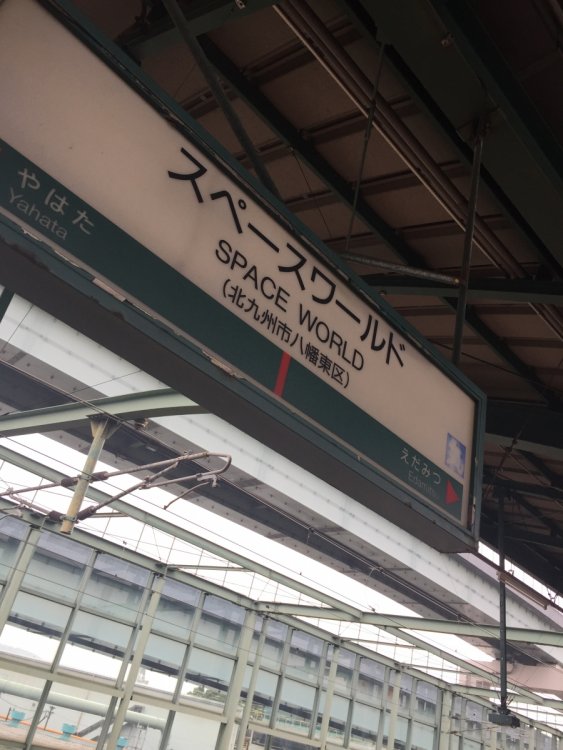 スペースワールド
SPACE WORLD
(北九州市八幡東区)
やはた
Yahata
えだみつ
Edamitsu